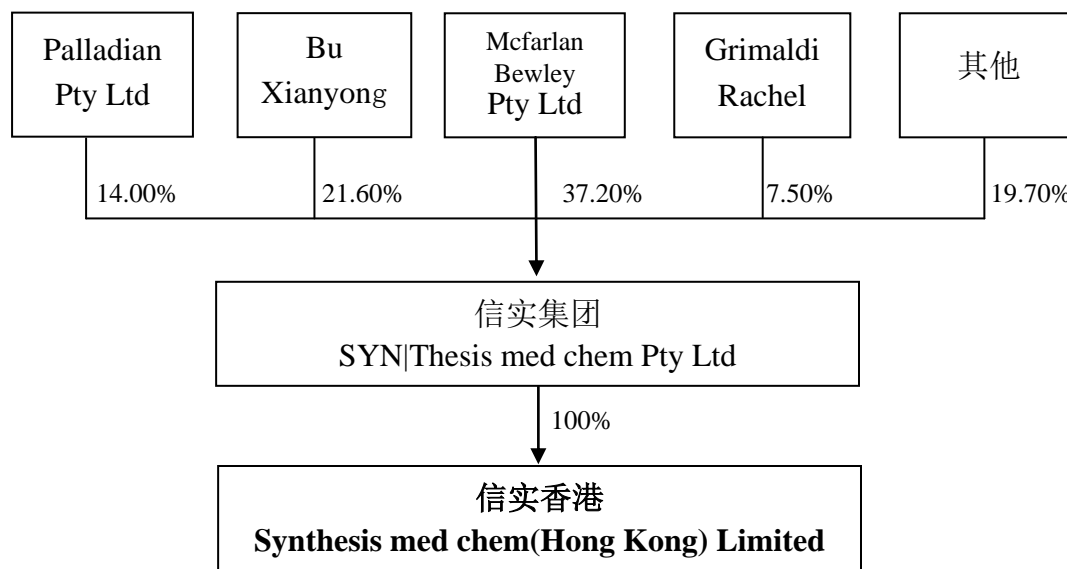 Palladian
Pty Ltd
Bu
Xianyong
Mcfarlan
Bewley
Pty Ltd
Grimaldi
Rachel
其他
14.00%
21.60%
37.20%
7.50%
19.70%
信实集团
SYN|Thesis med chem Pty Ltd
100%
信实香港
Synthesis med chem(Hong Kong) Limited